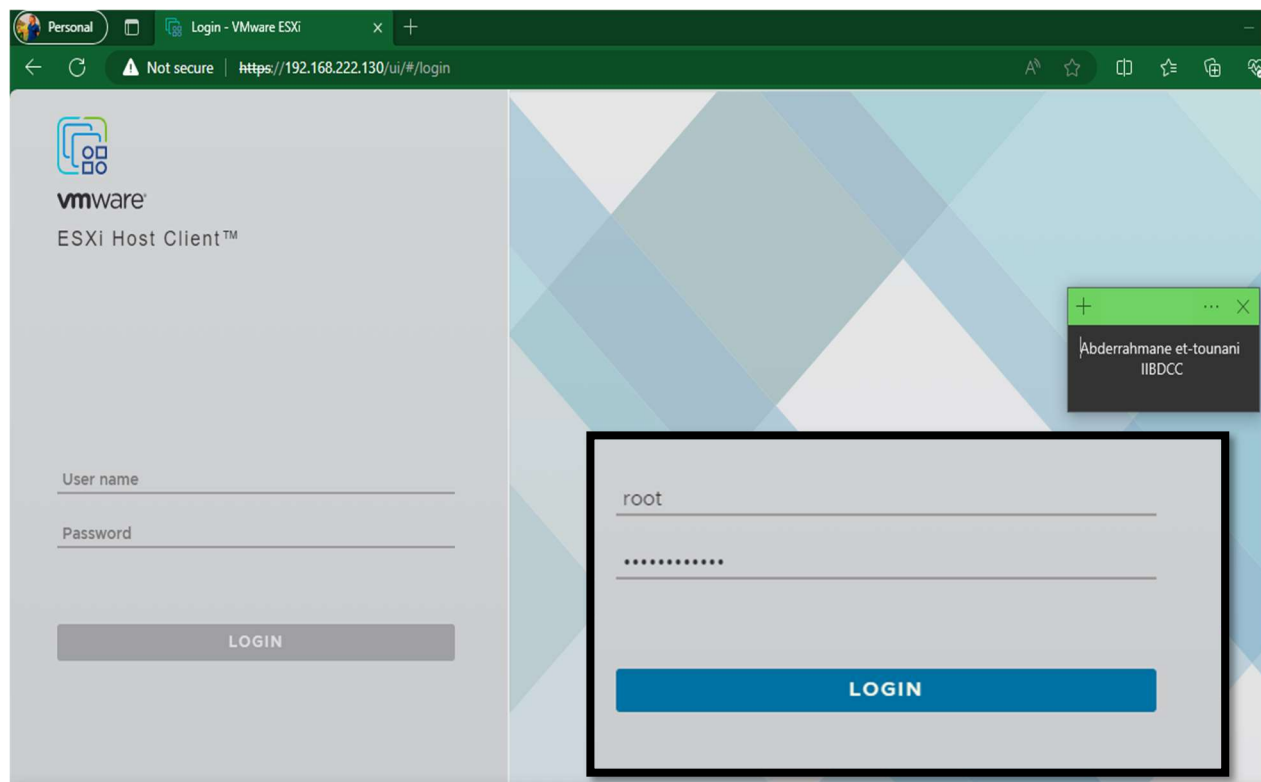 Personal
Login - VMware ESXi
Not secure
https://192.168.222.130/ui/#/login
vmware
ESXi Host Client™
Abderrahmane et-tounani
IIBDCC
User name
Password
LOGIN
root
••••••••••••
LOGIN